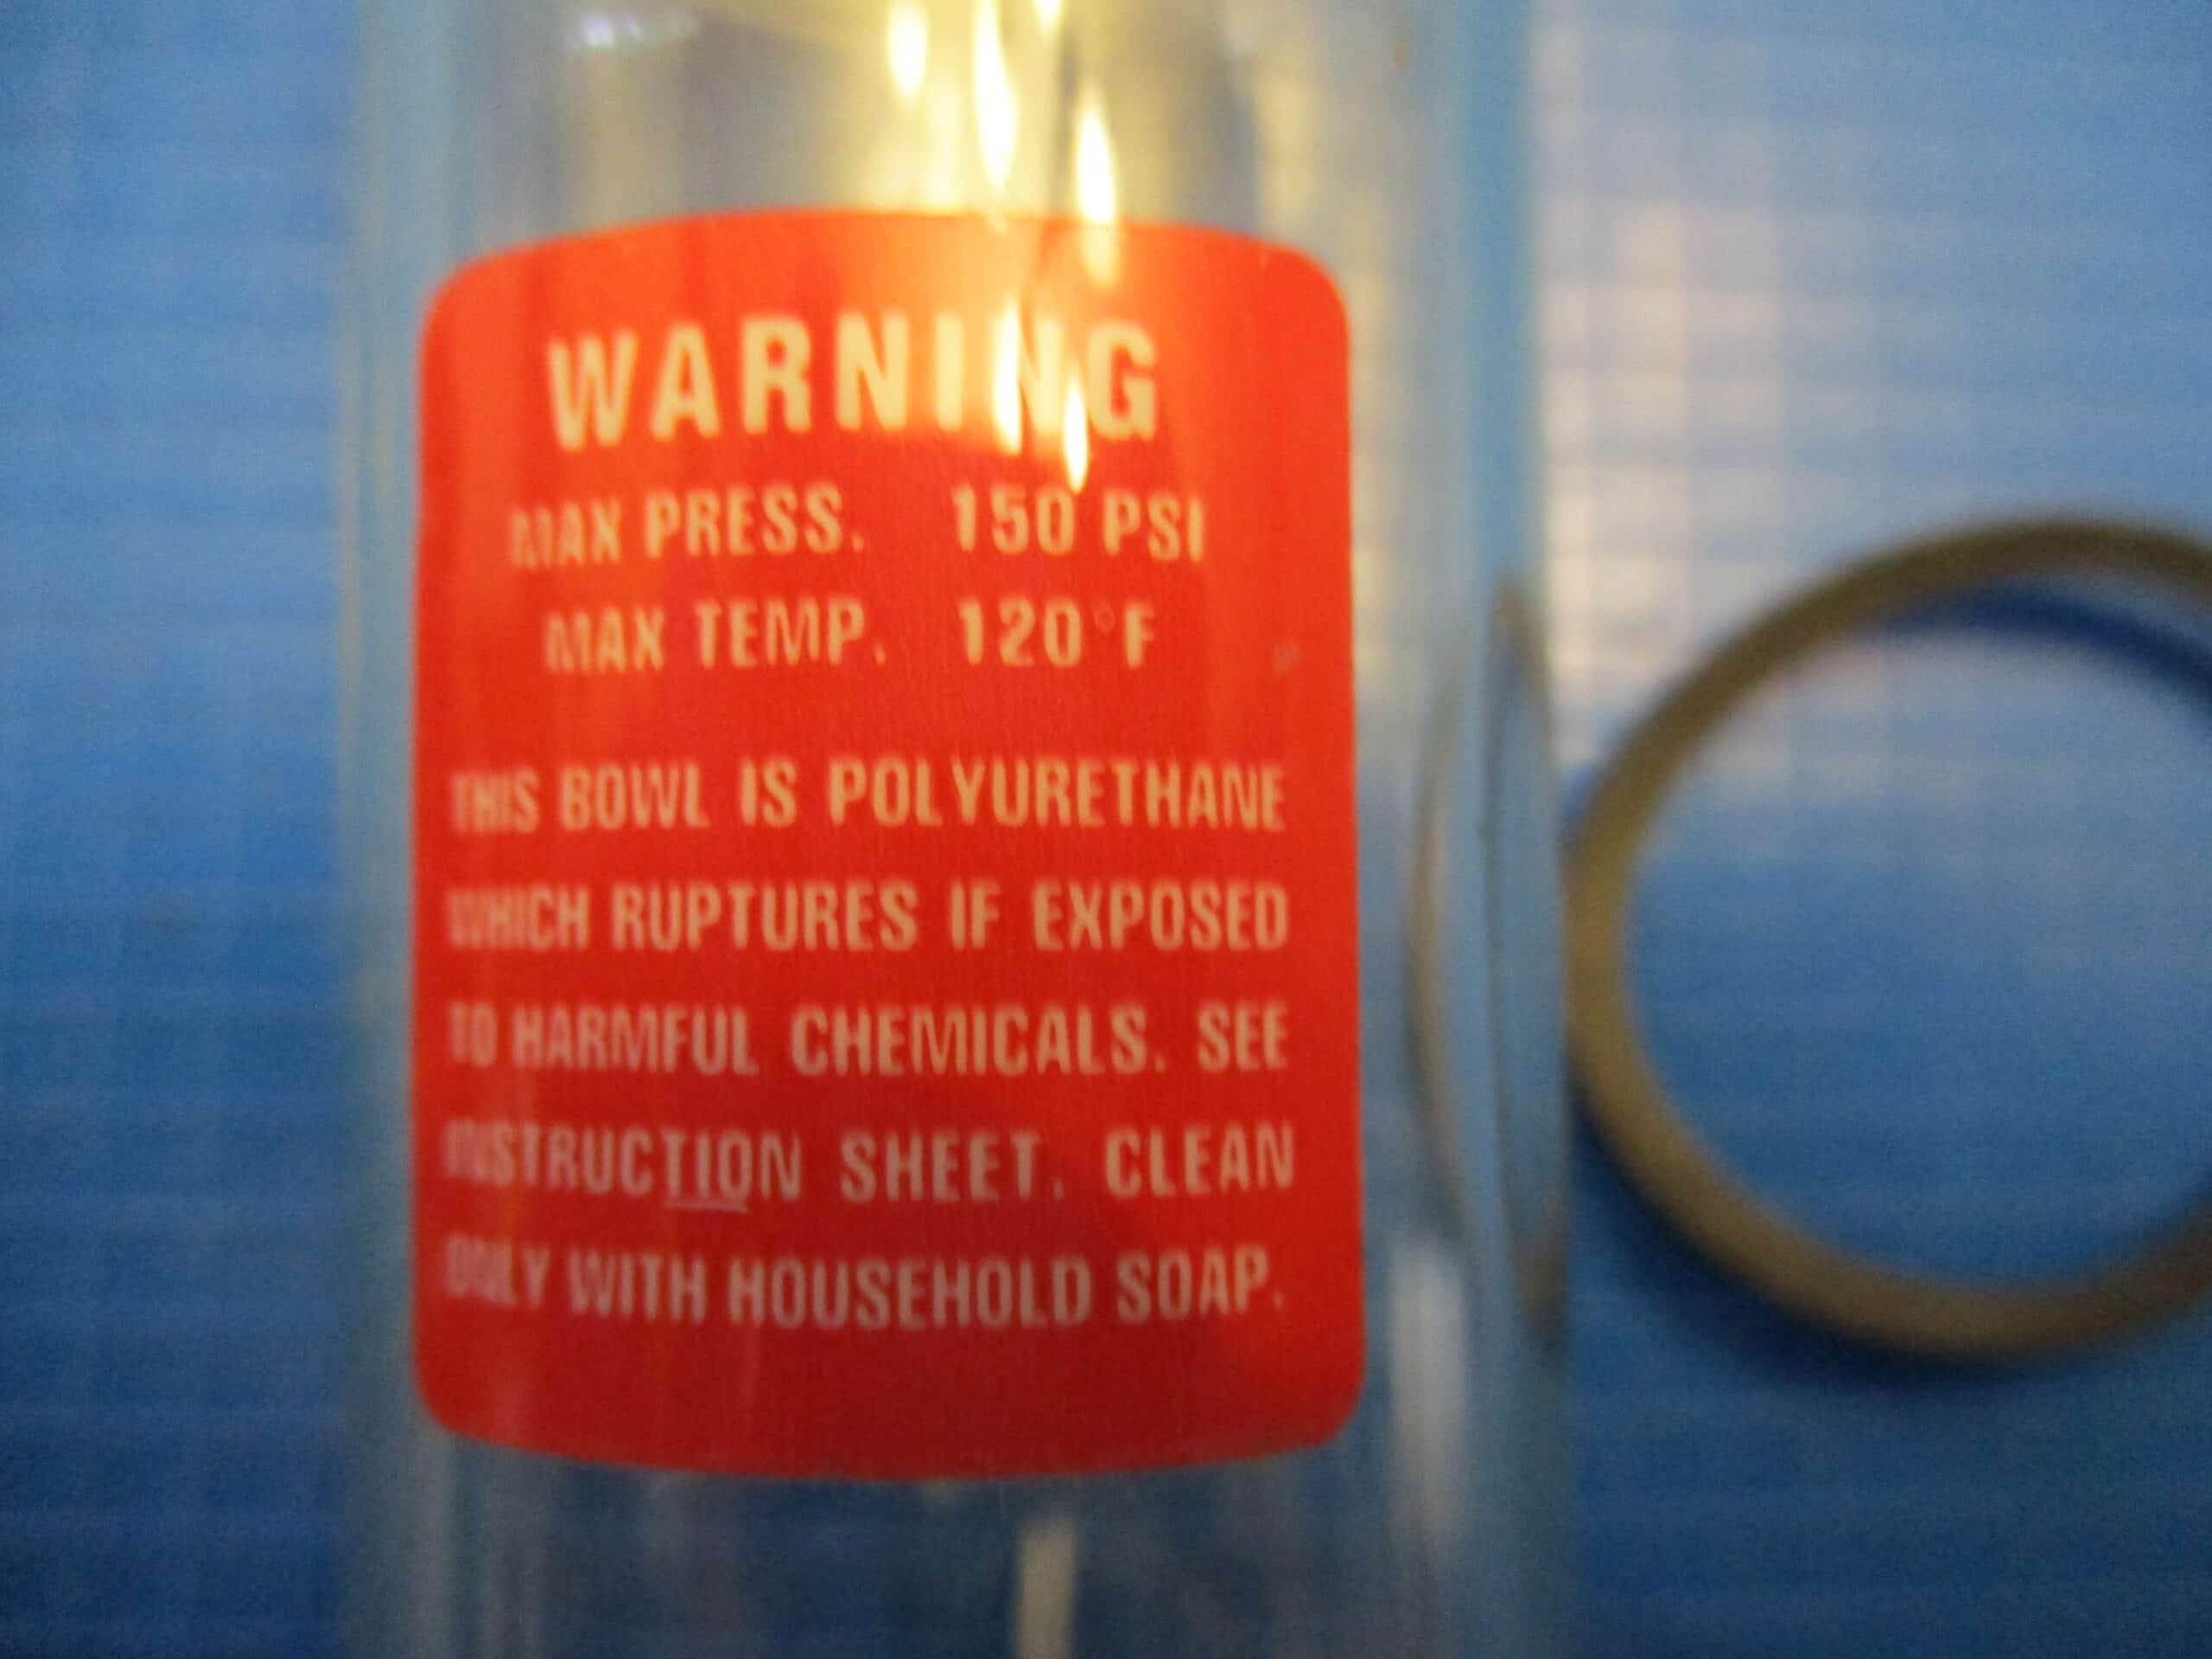 WARNING
MAX PRESS. 150 PSI
MAX TEMP. 120°F
THIS BOWL IS POLYURETHANE
WHICH RUPTURES IF EXPOSED
TO HARMFUL CHEMICALS. SEE
INSTRUCTION SHEET. CLEAN
ONLY WITH HOUSEHOLD SOAP.